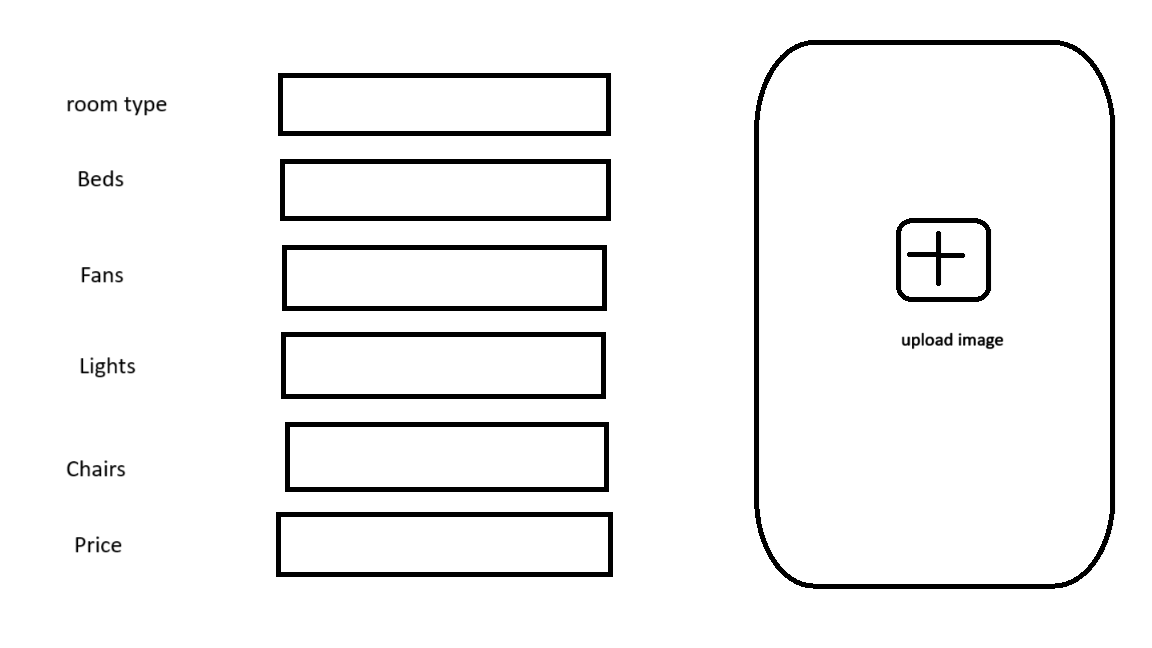 room type
Beds
Fans
Lights
Chairs
Price
upload image